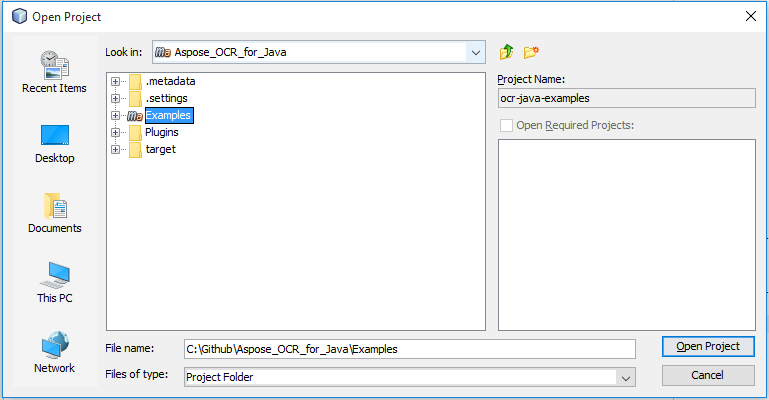 Open Project
Look in: Aspose_OCR_for_Java
Recent Items
Desktop
Documents
This PC
Network
.metadata
.settings
Examples
Plugins
target
Project Name:
ocr-java-examples
Open Required Projects:
File name: C:\Github\Aspose_OCR_for_Java\Examples
Open Project
Files of type: Project Folder
Cancel